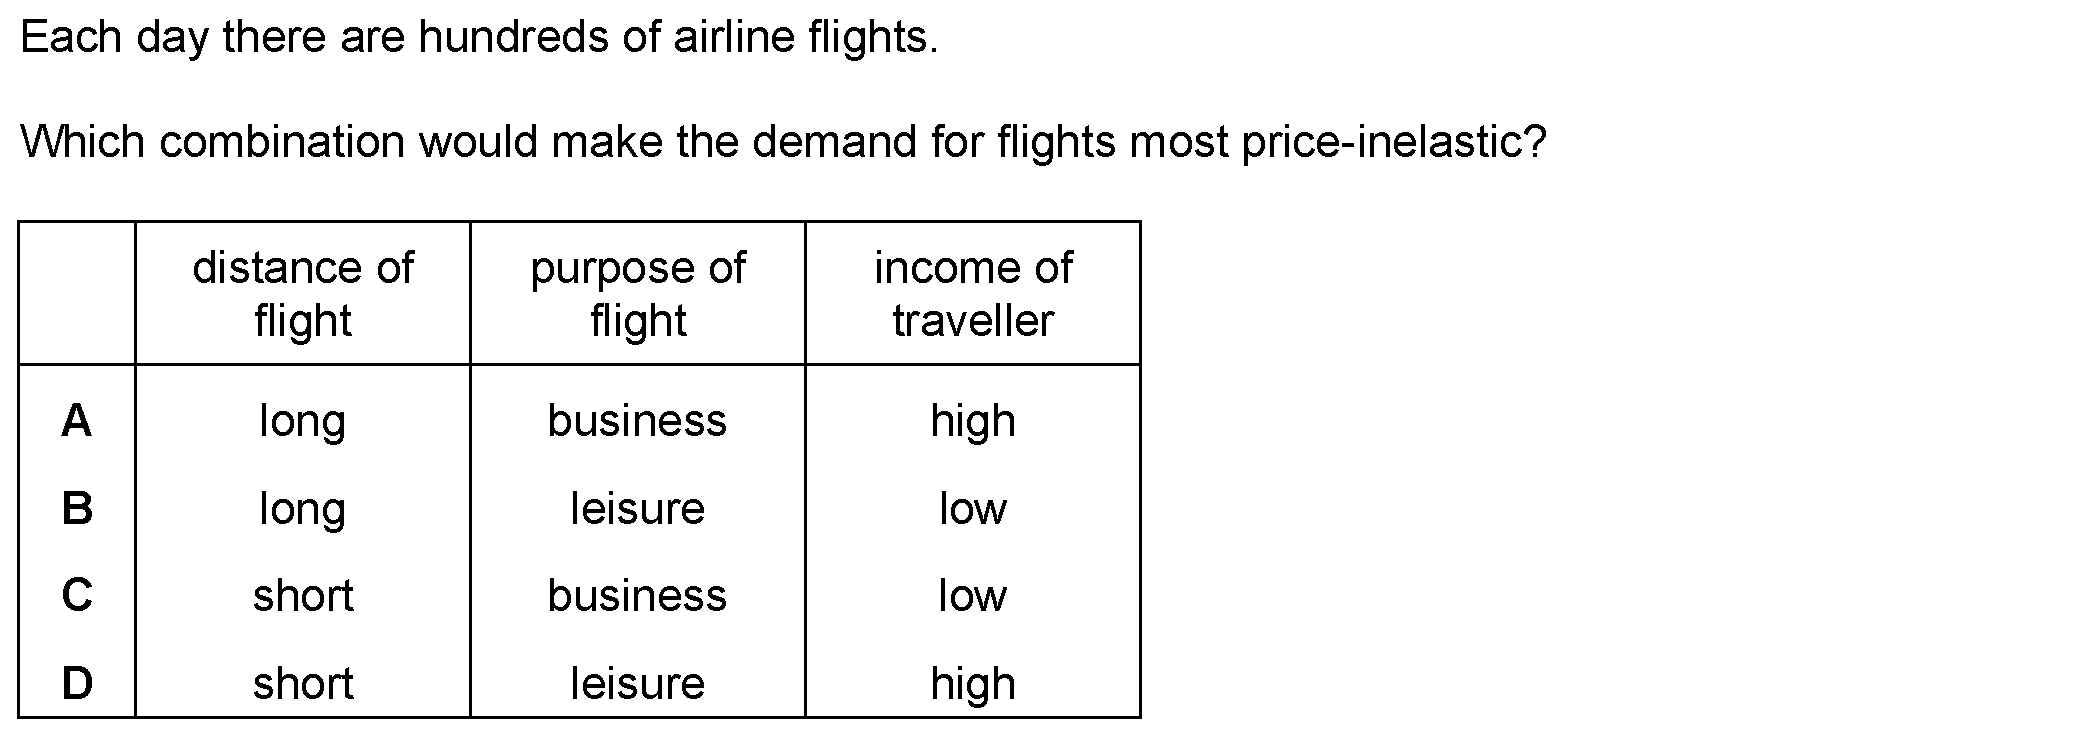 Each day there are hundreds of airline flights.
Which combination would make the demand for flights most price-inelastic?
distance of flight purpose of flight income of traveller
A long business high
B long leisure low
C short business low
D short leisure high